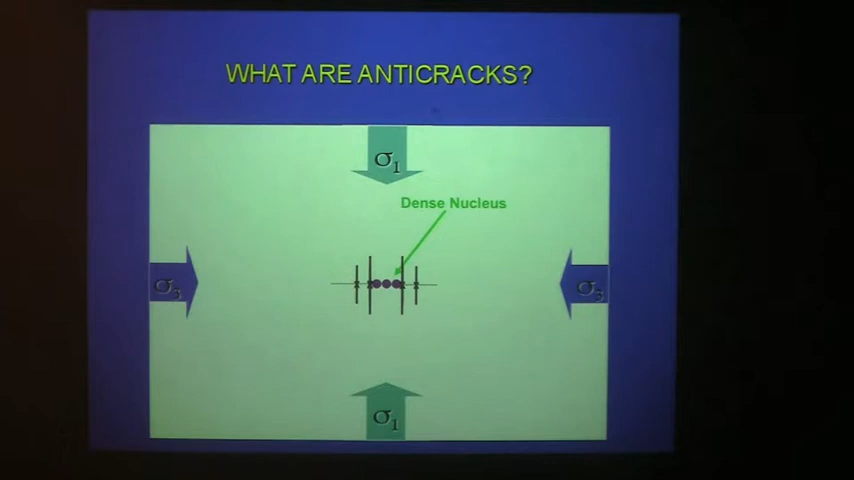 WHAT ARE ANTICRACKS?
σ1
Dense Nucleus
σ3
σ3
σ1